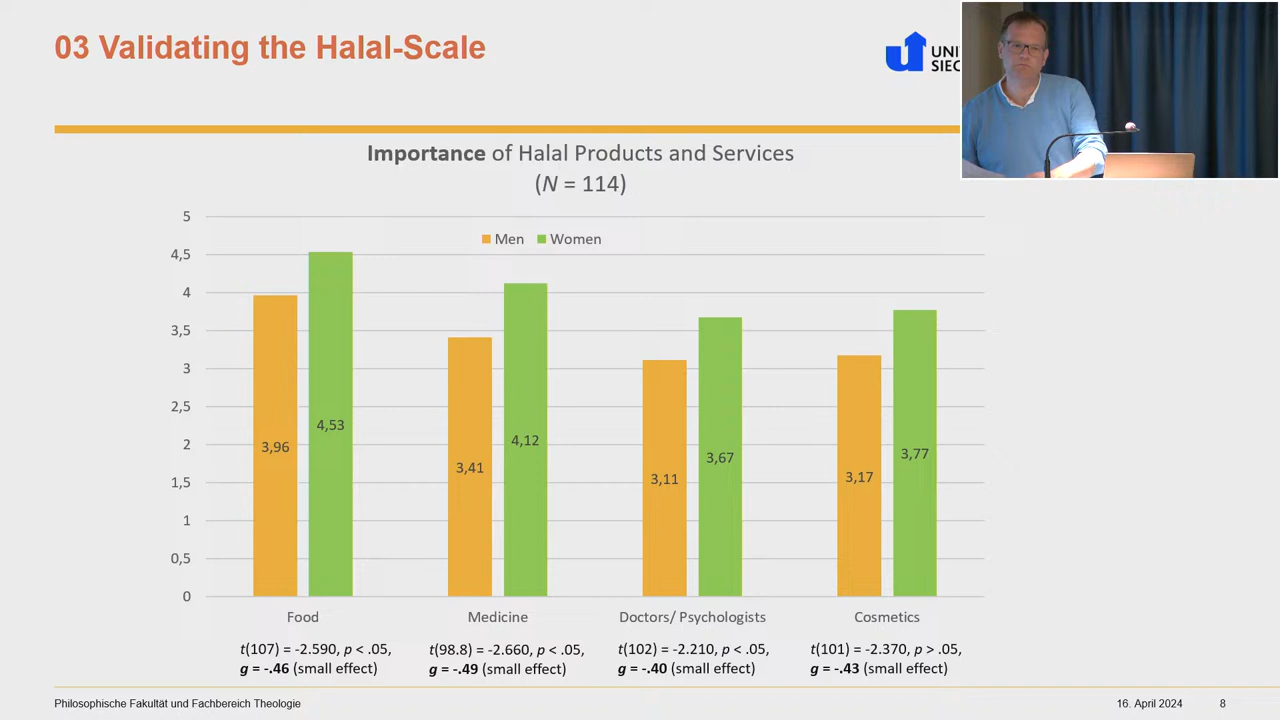 03 Validating the Halal-Scale
Importance of Halal Products and Services
(N = 114)
5
4,5
4
3,5
3
2,5
2
1,5
1
0,5
0
Men Women
3,96
4,53
3,41
4,12
3,11
3,67
3,17
3,77
Food Medicine Doctors/ Psychologists Cosmetics
t(107) = -2.590, p < .05,
g = -.46 (small effect)
t(98.8) = -2.660, p < .05,
g = -.49 (small effect)
t(102) = -2.210, p < .05,
g = -.40 (small effect)
t(101) = -2.370, p > .05,
g = -.43 (small effect)
Philosophische Fakultät und Fachbereich Theologie 16. April 2024 8